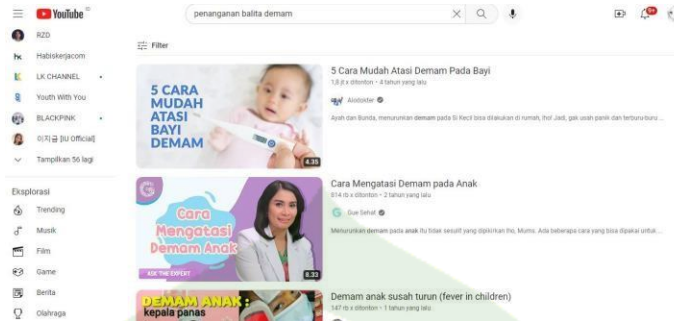 YouTube ID
penanganan balita demam
9+
RZD
Habiskerjacom
LK CHANNEL
Youth With You
BLACKPINK
이지금 [IU Official]
Tampilkan 56 lagi
Eksplorasi
Trending
Musik
Film
Game
Berita
Olahraga
Filter
5 CARA
MUDAH
ATASI
BAYI
DEMAM
4.35
5 Cara Mudah Atasi Demam Pada Bayi
1,8 jt x ditonton • 4 tahun yang lalu
Alodokter
Ayah dan Bunda, menurunkan demam pada Si Kecil bisa dilakukan di rumah, lho! Jadi, gak usah panik dan terburu-buru ...
G
Cara
Mengatasi
Demam Anak
ASK THE EXPERT
8.33
Cara Mengatasi Demam pada Anak
814 rb x ditonton • 2 tahun yang lalu
Gue Sehat
Menurunkan demam pada anak itu tidak sesulit yang dipikirkan lho, Mums. Ada beberapa cara yang bisa dipakai untuk ...
DEMAM ANAK :
kepala panas
Demam anak susah turun (fever in children)
147 rb x ditonton • 1 tahun yang lalu